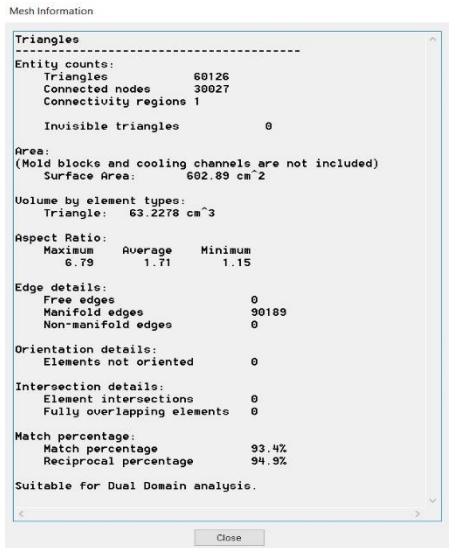 Mesh Information
Triangles
-----------------------------------------
Entity counts:
Triangles 60126
Connected nodes 30027
Connectivity regions 1
Invisible triangles 0
Area:
(Mold blocks and cooling channels are not included)
Surface Area: 602.89 cm^2
Volume by element types:
Triangle: 63.2278 cm^3
Aspect Ratio:
Maximum Average Minimum
6.79 1.71 1.15
Edge details:
Free edges 0
Manifold edges 90189
Non-manifold edges 0
Orientation details:
Elements not oriented 0
Intersection details:
Element intersections 0
Fully overlapping elements 0
Match percentage:
Match percentage 93.4%
Reciprocal percentage 94.9%
Suitable for Dual Domain analysis.
Close